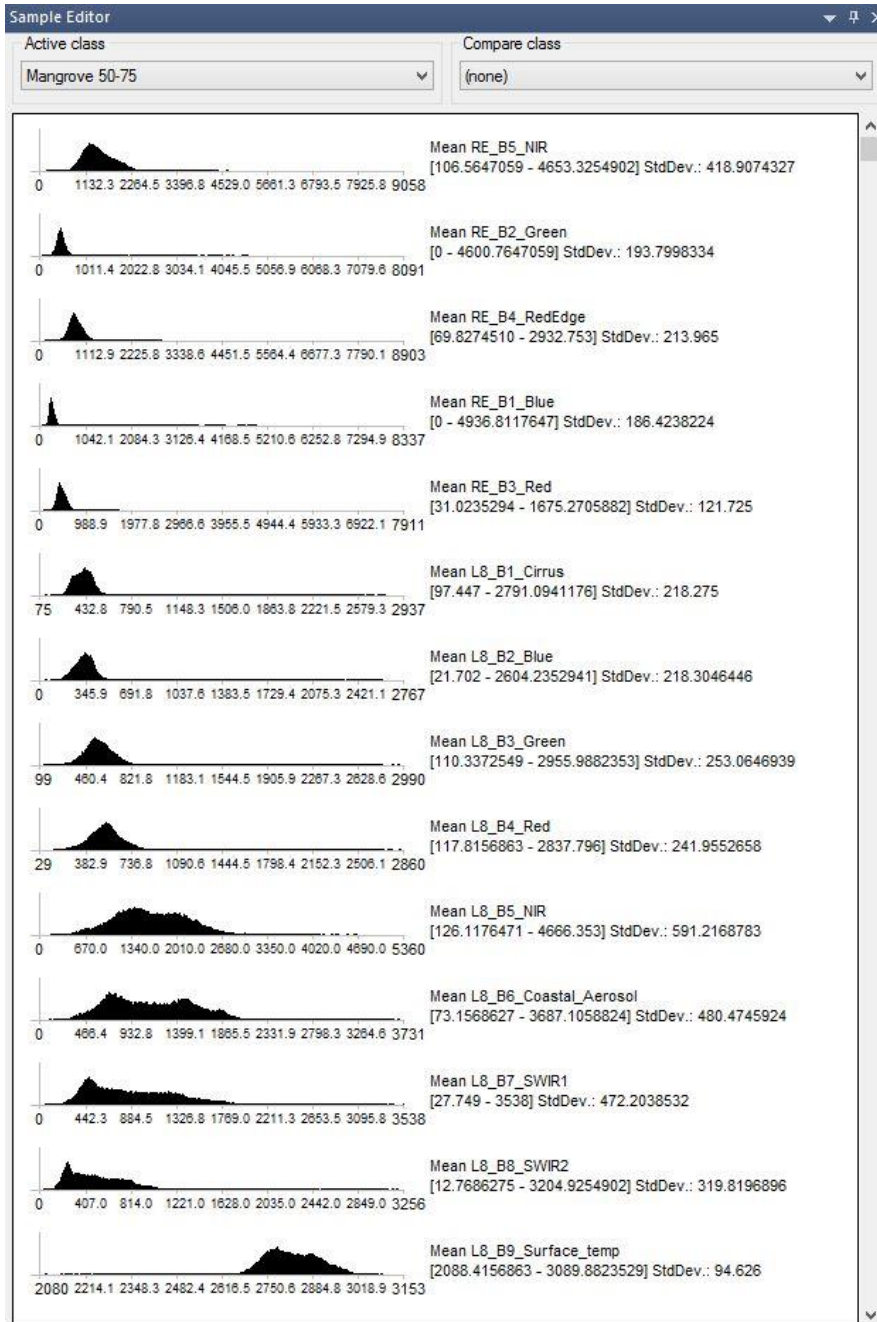 Sample Editor
Active class
Compare class
Mangrove 50-75
(none)
Mean RE_B5_NIR
[106.5647059 - 4653.3254902] StdDev.: 418.9074327
0 1132.3 2264.5 3396.8 4529.0 5661.3 6793.5 7925.8 9058
Mean RE_B2_Green
[0 - 4600.7647059] StdDev.: 193.7998334
0 1011.4 2022.8 3034.1 4045.5 5056.9 6068.3 7079.6 8091
Mean RE_B4_RedEdge
[69.8274510 - 2932.753] StdDev.: 213.965
0 1112.9 2225.8 3338.6 4451.5 5564.4 6677.3 7790.1 8903
Mean RE_B1_Blue
[0 - 4936.8117647] StdDev.: 186.4238224
0 1042.1 2084.3 3126.4 4168.5 5210.6 6252.8 7294.9 8337
Mean RE_B3_Red
[31.0235294 - 1675.2705882] StdDev.: 121.725
0 988.9 1977.8 2966.6 3955.5 4944.4 5933.3 6922.1 7911
Mean L8_B1_Cirrus
[97.447 - 2791.0941176] StdDev.: 218.275
75 432.8 790.5 1148.3 1506.0 1863.8 2221.5 2579.3 2937
Mean L8_B2_Blue
[21.702 - 2604.2352941] StdDev.: 218.3046446
0 345.9 691.8 1037.6 1383.5 1729.4 2075.3 2421.1 2767
Mean L8_B3_Green
[110.3372549 - 2955.9882353] StdDev.: 253.0646939
99 460.4 821.8 1183.1 1544.5 1905.9 2267.3 2628.6 2990
Mean L8_B4_Red
[117.8156863 - 2837.796] StdDev.: 241.9552658
29 382.9 736.8 1090.6 1444.5 1798.4 2152.3 2506.1 2860
Mean L8_B5_NIR
[126.1176471 - 4666.353] StdDev.: 591.2168783
0 670.0 1340.0 2010.0 2680.0 3350.0 4020.0 4690.0 5360
Mean L8_B6_Coastal_Aerosol
[73.1568627 - 3687.1058824] StdDev.: 480.4745924
0 466.4 932.8 1399.1 1865.5 2331.9 2798.3 3264.6 3731
Mean L8_B7_SWIR1
[27.749 - 3538] StdDev.: 472.2038532
0 442.3 884.5 1326.8 1769.0 2211.3 2653.5 3095.8 3538
Mean L8_B8_SWIR2
[12.7686275 - 3204.9254902] StdDev.: 319.8196896
0 407.0 814.0 1221.0 1628.0 2035.0 2442.0 2849.0 3256
Mean L8_B9_Surface_temp
[2088.4156863 - 3089.8823529] StdDev.: 94.626
2080 2214.1 2348.3 2482.4 2616.5 2750.6 2884.8 3018.9 3153